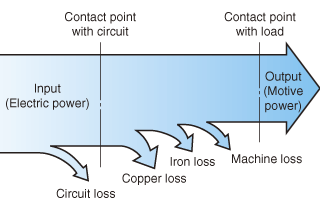 Contact point
with circuit
Contact point
with load
Input
(Electric power)
Output
(Motive
power)
Circuit loss
Copper loss
Iron loss
Machine loss